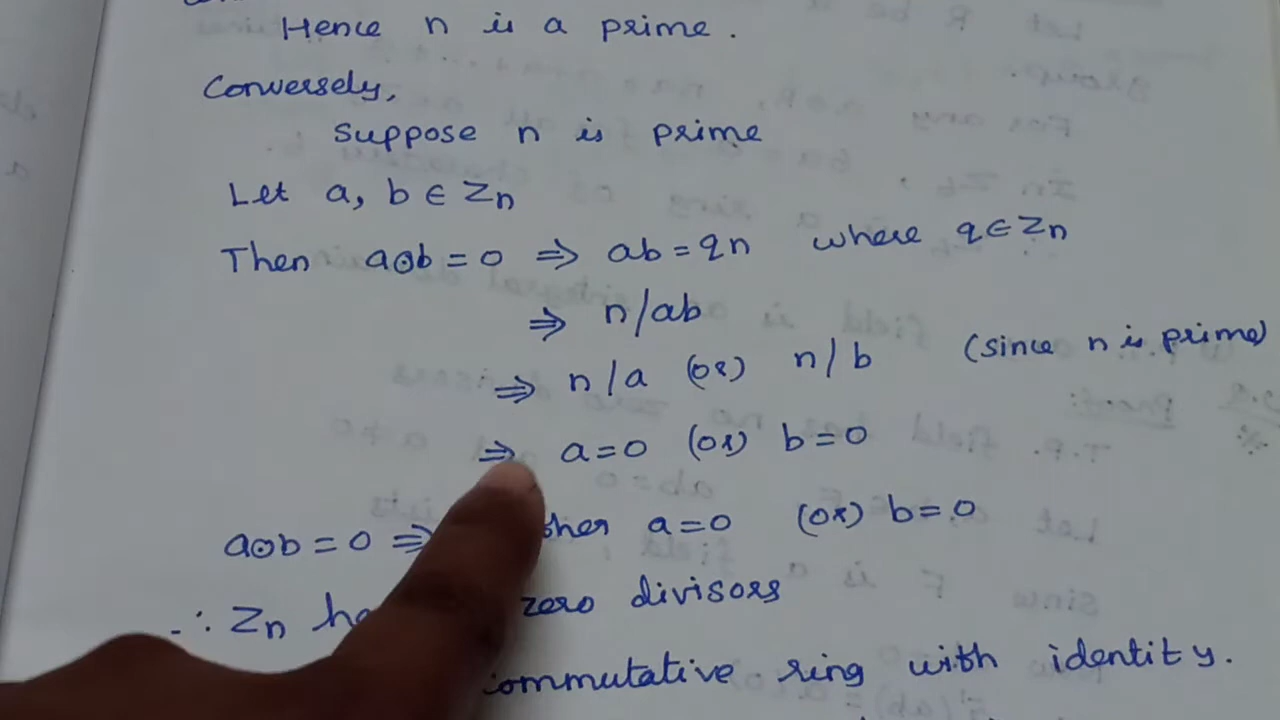 Hence n is a prime.
Conversely,
Suppose n is prime
Let a, b ∈ Zn
Then a⊙b = 0 ⇒ ab = qn where q ∈ Zn
⇒ n/ab
⇒ n/a (or) n/b (since n is prime)
⇒ a=0 (or) b=0
a⊙b = 0 ⇒ a=0 (or) b=0
∴ Zn zero divisors
commutative ring with identity.